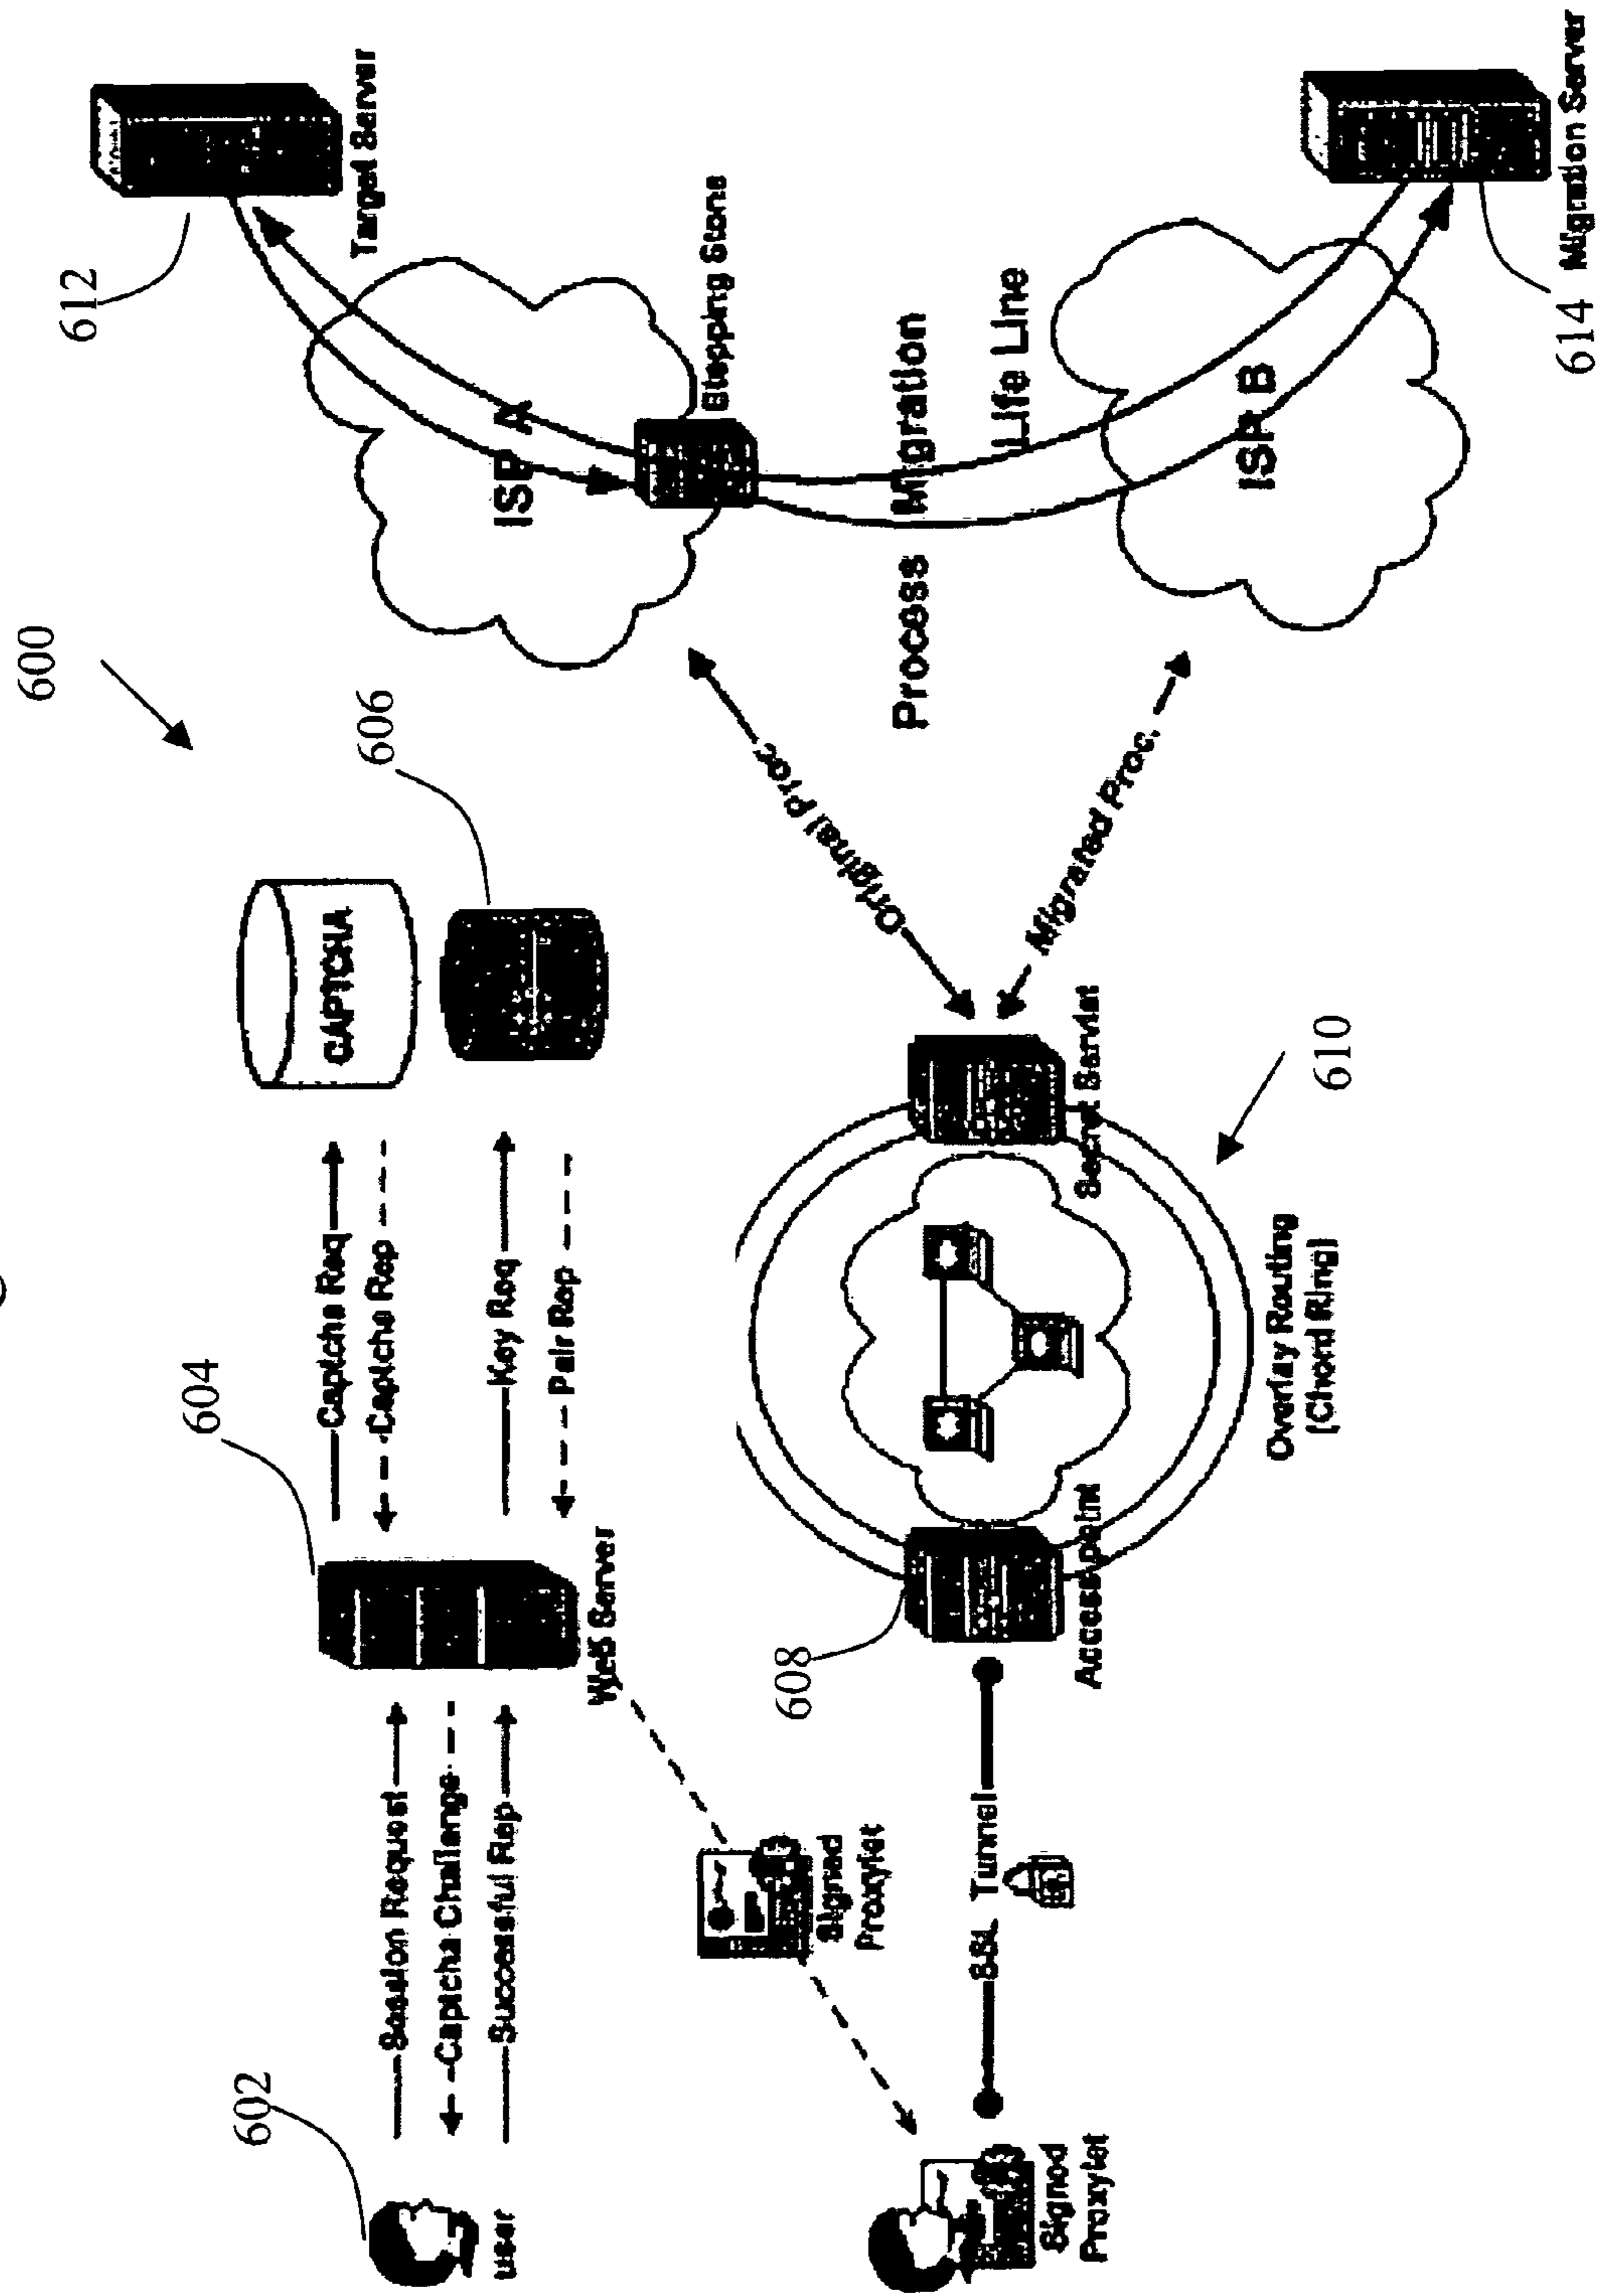 600
602
604
606
CAPTCHA
Session Request
Captcha Challenge
Successful Rep
Captcha Req
Captcha Rep
Key Req
Pair Rep
user
Web Server
Signed
Proxylet
Signed
Proxylet
SSL Tunnel
608
Access point
Secret Servlet
Overlay Routing
(Chord Ring)
610
Original Proc.
Migrated Proc.
612
Target Server
ISP A
Stepping Stone
Process Migration
Life Line
ISP B
614
Migration Server